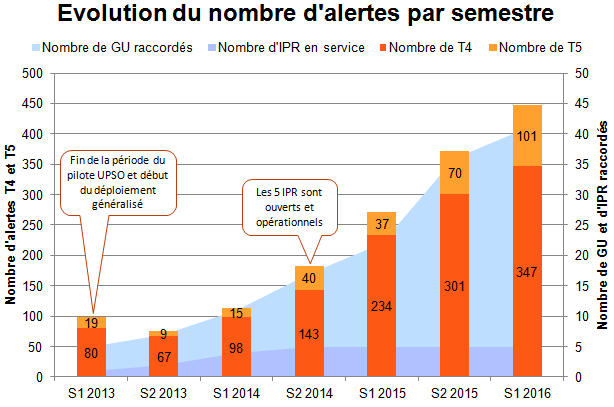 Evolution du nombre d'alertes par semestre
Nombre de GU raccordés
Nombre d'IPR en service
Nombre de T4
Nombre de T5
Nombre d'alertes T4 et T5
500
450
400
350
300
250
200
150
100
50
0
Fin de la période du
pilote UPSO et début
du déploiement
généralisé
Les 5 IPR sont
ouverts et
opérationnels
19
80
9
67
15
98
40
143
37
234
70
301
101
347
50
45
40
35
30
25
20
15
10
5
0
Nombre de GU et d'IPR raccordés
S1 2013
S2 2013
S1 2014
S2 2014
S1 2015
S2 2015
S1 2016